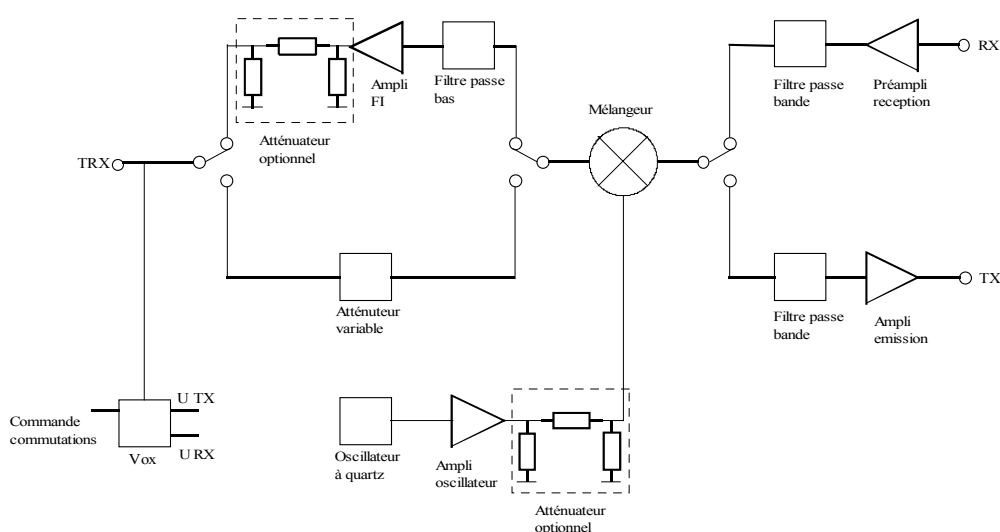 Ampli
FI
Filtre passe
bas
Atténuateur
optionnel
Mélangeur
Filtre passe
bande
Préampli
reception
RX
TRX
Atténuteur
variable
Filtre passe
bande
Ampli
emission
TX
Commande
commutations
U TX
U RX
Vox
Oscillateur
à quartz
Ampli
oscillateur
Atténuateur
optionnel